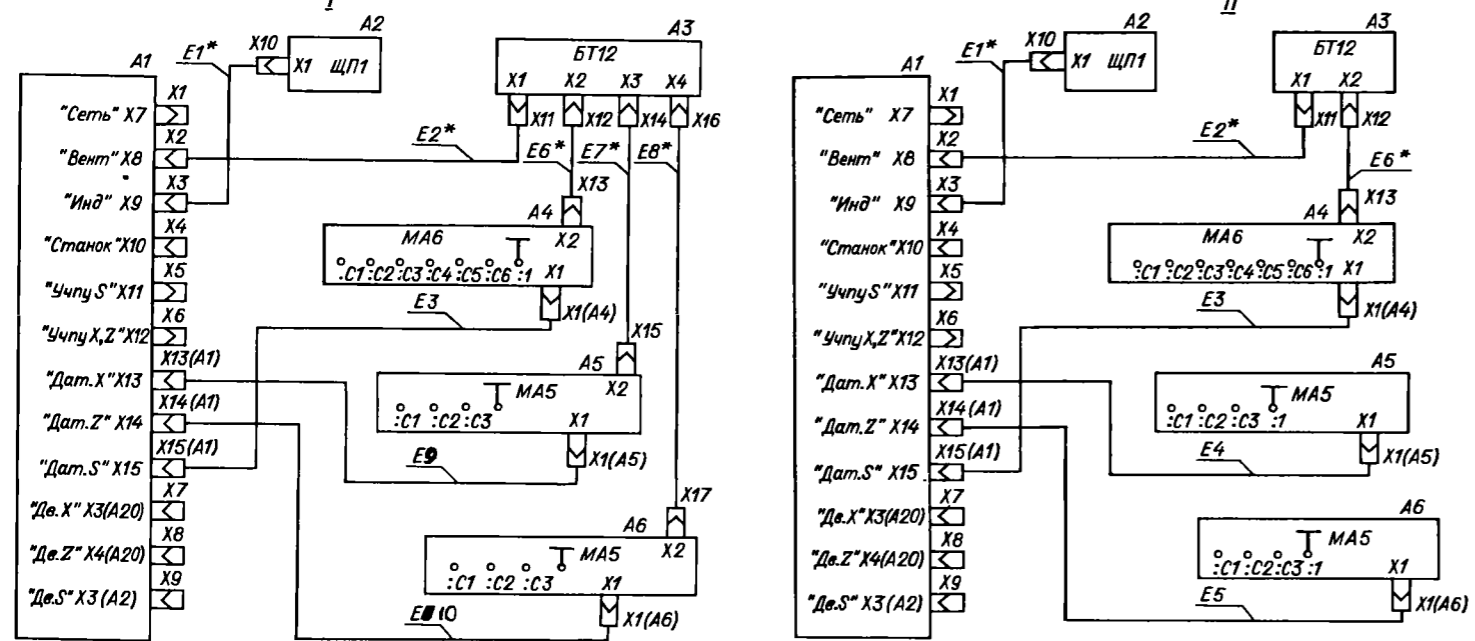 I
A1
E1*
X10
A2
X1 ЩП1
A3
БТ12
X1 X2 X3 X4
X11 X12 X14 X16
"Сеть" X7 X1
"Вент" X8 X2
"Инд" X9 X3
"Станок" X10 X4
"Учпу S" X11 X5
"Учпу X,Z" X12 X6
"Дат.X" X13 X13(A1)
"Дат.Z" X14 X14(A1)
"Дат.S" X15 X15(A1)
"Дв.X" X3(A20) X7
"Дв.Z" X4(A20) X8
"Дв.S" X3(A2) X9
E2*
E6* E7* E8*
X13
A4
MA6 X2
:C1 :C2 :C3 :C4 :C5 :C6 :1 X1
E3
X1(A4)
X15
A5
MA5 X2
:C1 :C2 :C3 X1
E9
X1(A5)
X17
A6
MA5 X2
:C1 :C2 :C3 X1
E10
X1(A6)
II
A1
E1*
X10
A2
X1 ЩП1
A3
БТ12
X1 X2
X11 X12
"Сеть" X7 X1
"Вент" X8 X2
"Инд" X9 X3
"Станок" X10 X4
"Учпу S" X11 X5
"Учпу X,Z" X12 X6
"Дат.X" X13 X13(A1)
"Дат.Z" X14 X14(A1)
"Дат.S" X15 X15(A1)
"Дв.X" X3(A20) X7
"Дв.Z" X4(A20) X8
"Дв.S" X3(A2) X9
E2*
E6*
X13
A4
MA6 X2
:C1 :C2 :C3 :C4 :C5 :C6 :1 X1
E3
X1(A4)
A5
MA5
:C1 :C2 :C3 :1 X1
E4
X1(A5)
A6
MA5
:C1 :C2 :C3 :1 X1
E5
X1(A6)